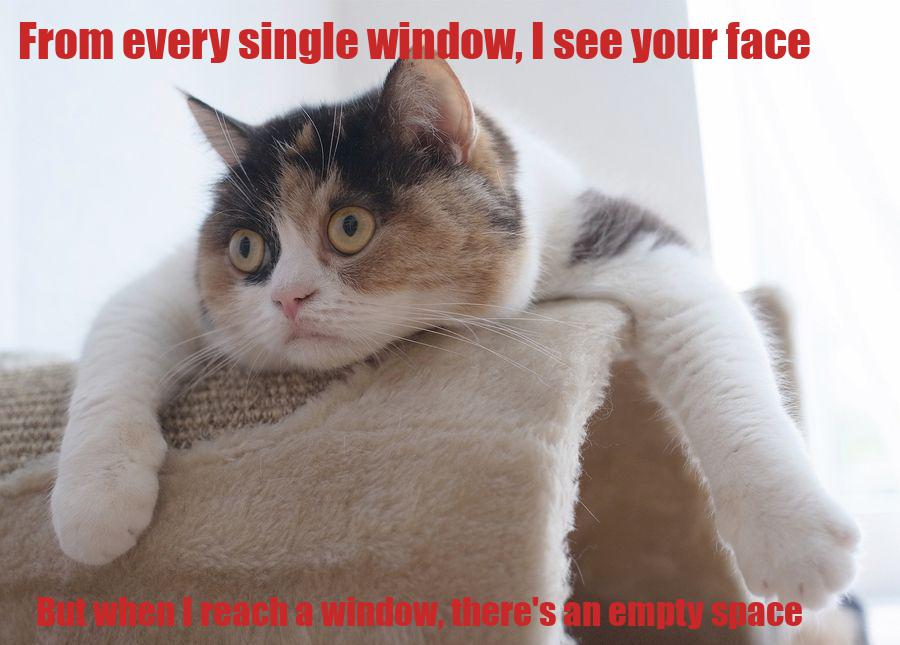 From every single window, I see your face
But when I reach a window, there's an empty space